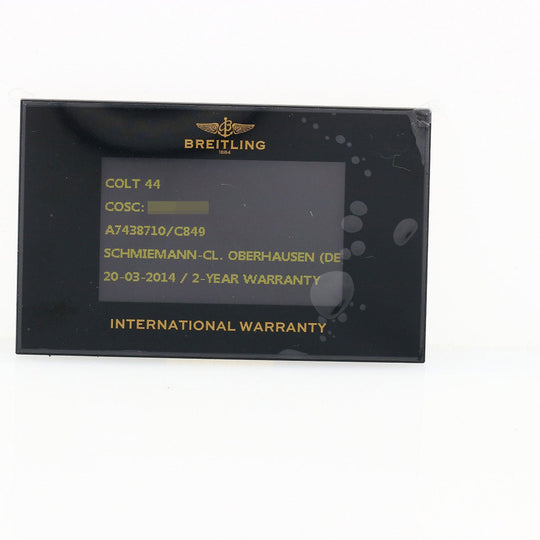 BREITLING
1884
COLT 44
COSC:
A7438710/C849
SCHMIEMANN-CL. OBERHAUSEN (DE
20-03-2014 / 2-YEAR WARRANTY
INTERNATIONAL WARRANTY